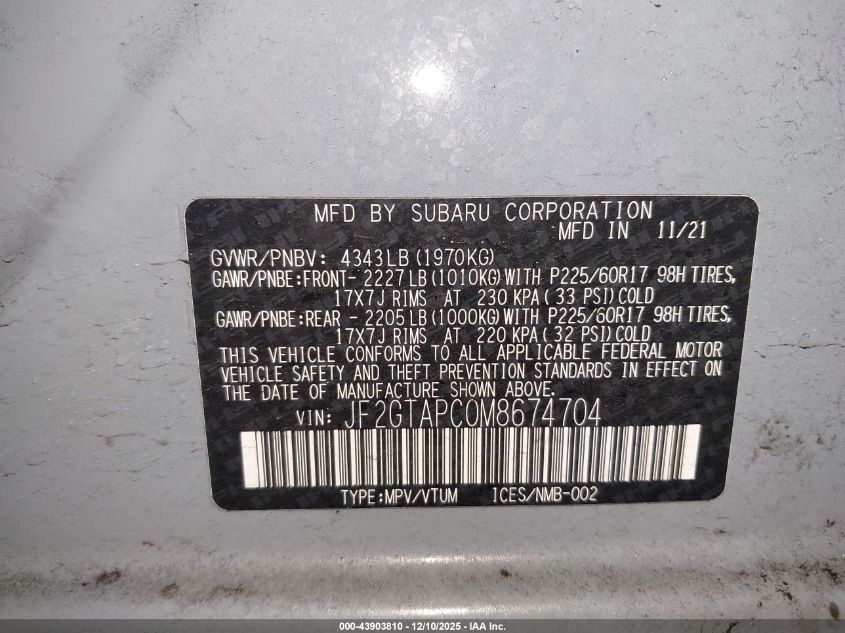 MFD BY SUBARU CORPORATION
MFD IN 11/21
GVWR/PNBV: 4343LB (1970KG)
GAWR/PNBE:FRONT- 2227LB (1010KG) WITH P225/60R17 98H TIRES,
17X7J RIMS AT 230 KPA ( 33 PSI) COLD
GAWR/PNBE:REAR - 2205LB (1000KG) WITH P225/60R17 98H TIRES,
17X7J RIMS AT 220 KPA ( 32 PSI) COLD
THIS VEHICLE CONFORMS TO ALL APPLICABLE FEDERAL MOTOR
VEHICLE SAFETY AND THEFT PREVENTION STANDARDS IN EFFECT ON
THE DATE OF MANUFACTURE SHOWN ABOVE.
VIN: JF2GTAPC0M8674704
TYPE:MPV/VTUM ICES/NMB-002
000-43903810 - 12/10/2025 - IAA Inc.